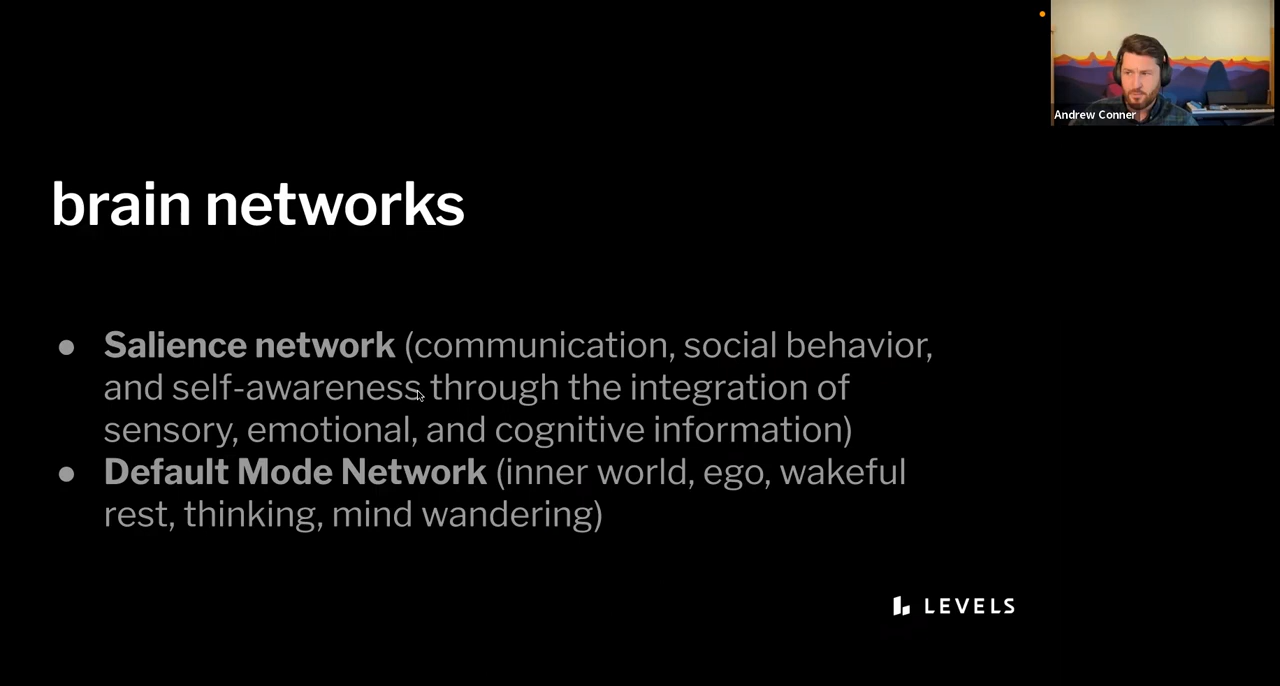 Andrew Conner
brain networks
● Salience network (communication, social behavior,
and self-awareness through the integration of
sensory, emotional, and cognitive information)
● Default Mode Network (inner world, ego, wakeful
rest, thinking, mind wandering)
LEVELS